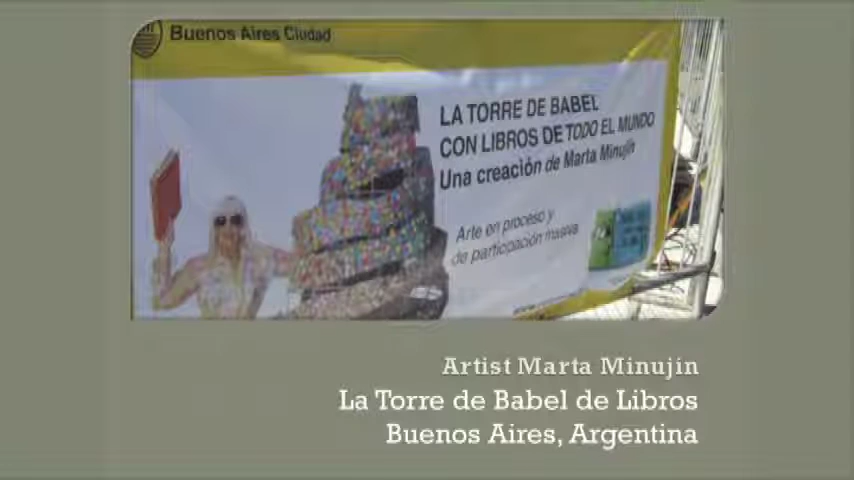 Buenos Aires Ciudad
LA TORRE DE BABEL
CON LIBROS DE TODO EL MUNDO
Una creación de Marta Minujín
Arte en proceso y
de participación masiva
Artist Marta Minujín
La Torre de Babel de Libros
Buenos Aires, Argentina